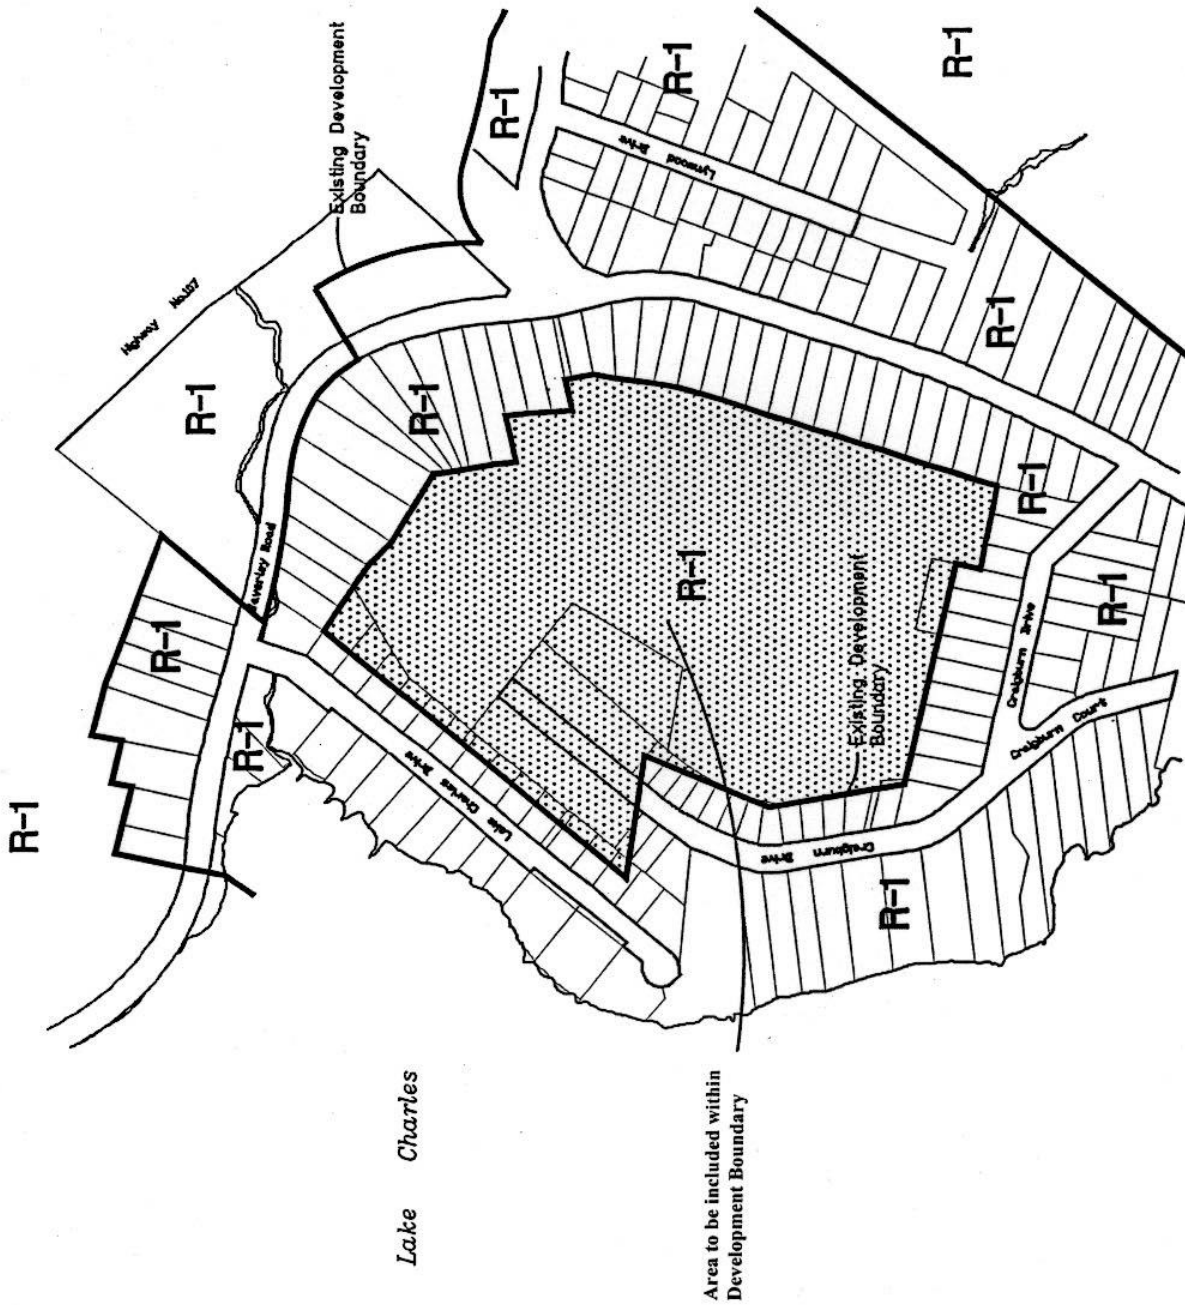 R-1
Existing Development
Boundary
R-1
R-1
Highway No.107
R-1
R-1
Lynwood Drive
R-1
R-1
R-1
Waverley Road
R-1
R-1
R-1
R-1
Existing Development
Boundary
Craigburn Drive
R-1
Craigburn Court
Lake Charles Drive
Craigburn Drive
R-1
Lake Charles
Area to be included within
Development Boundary